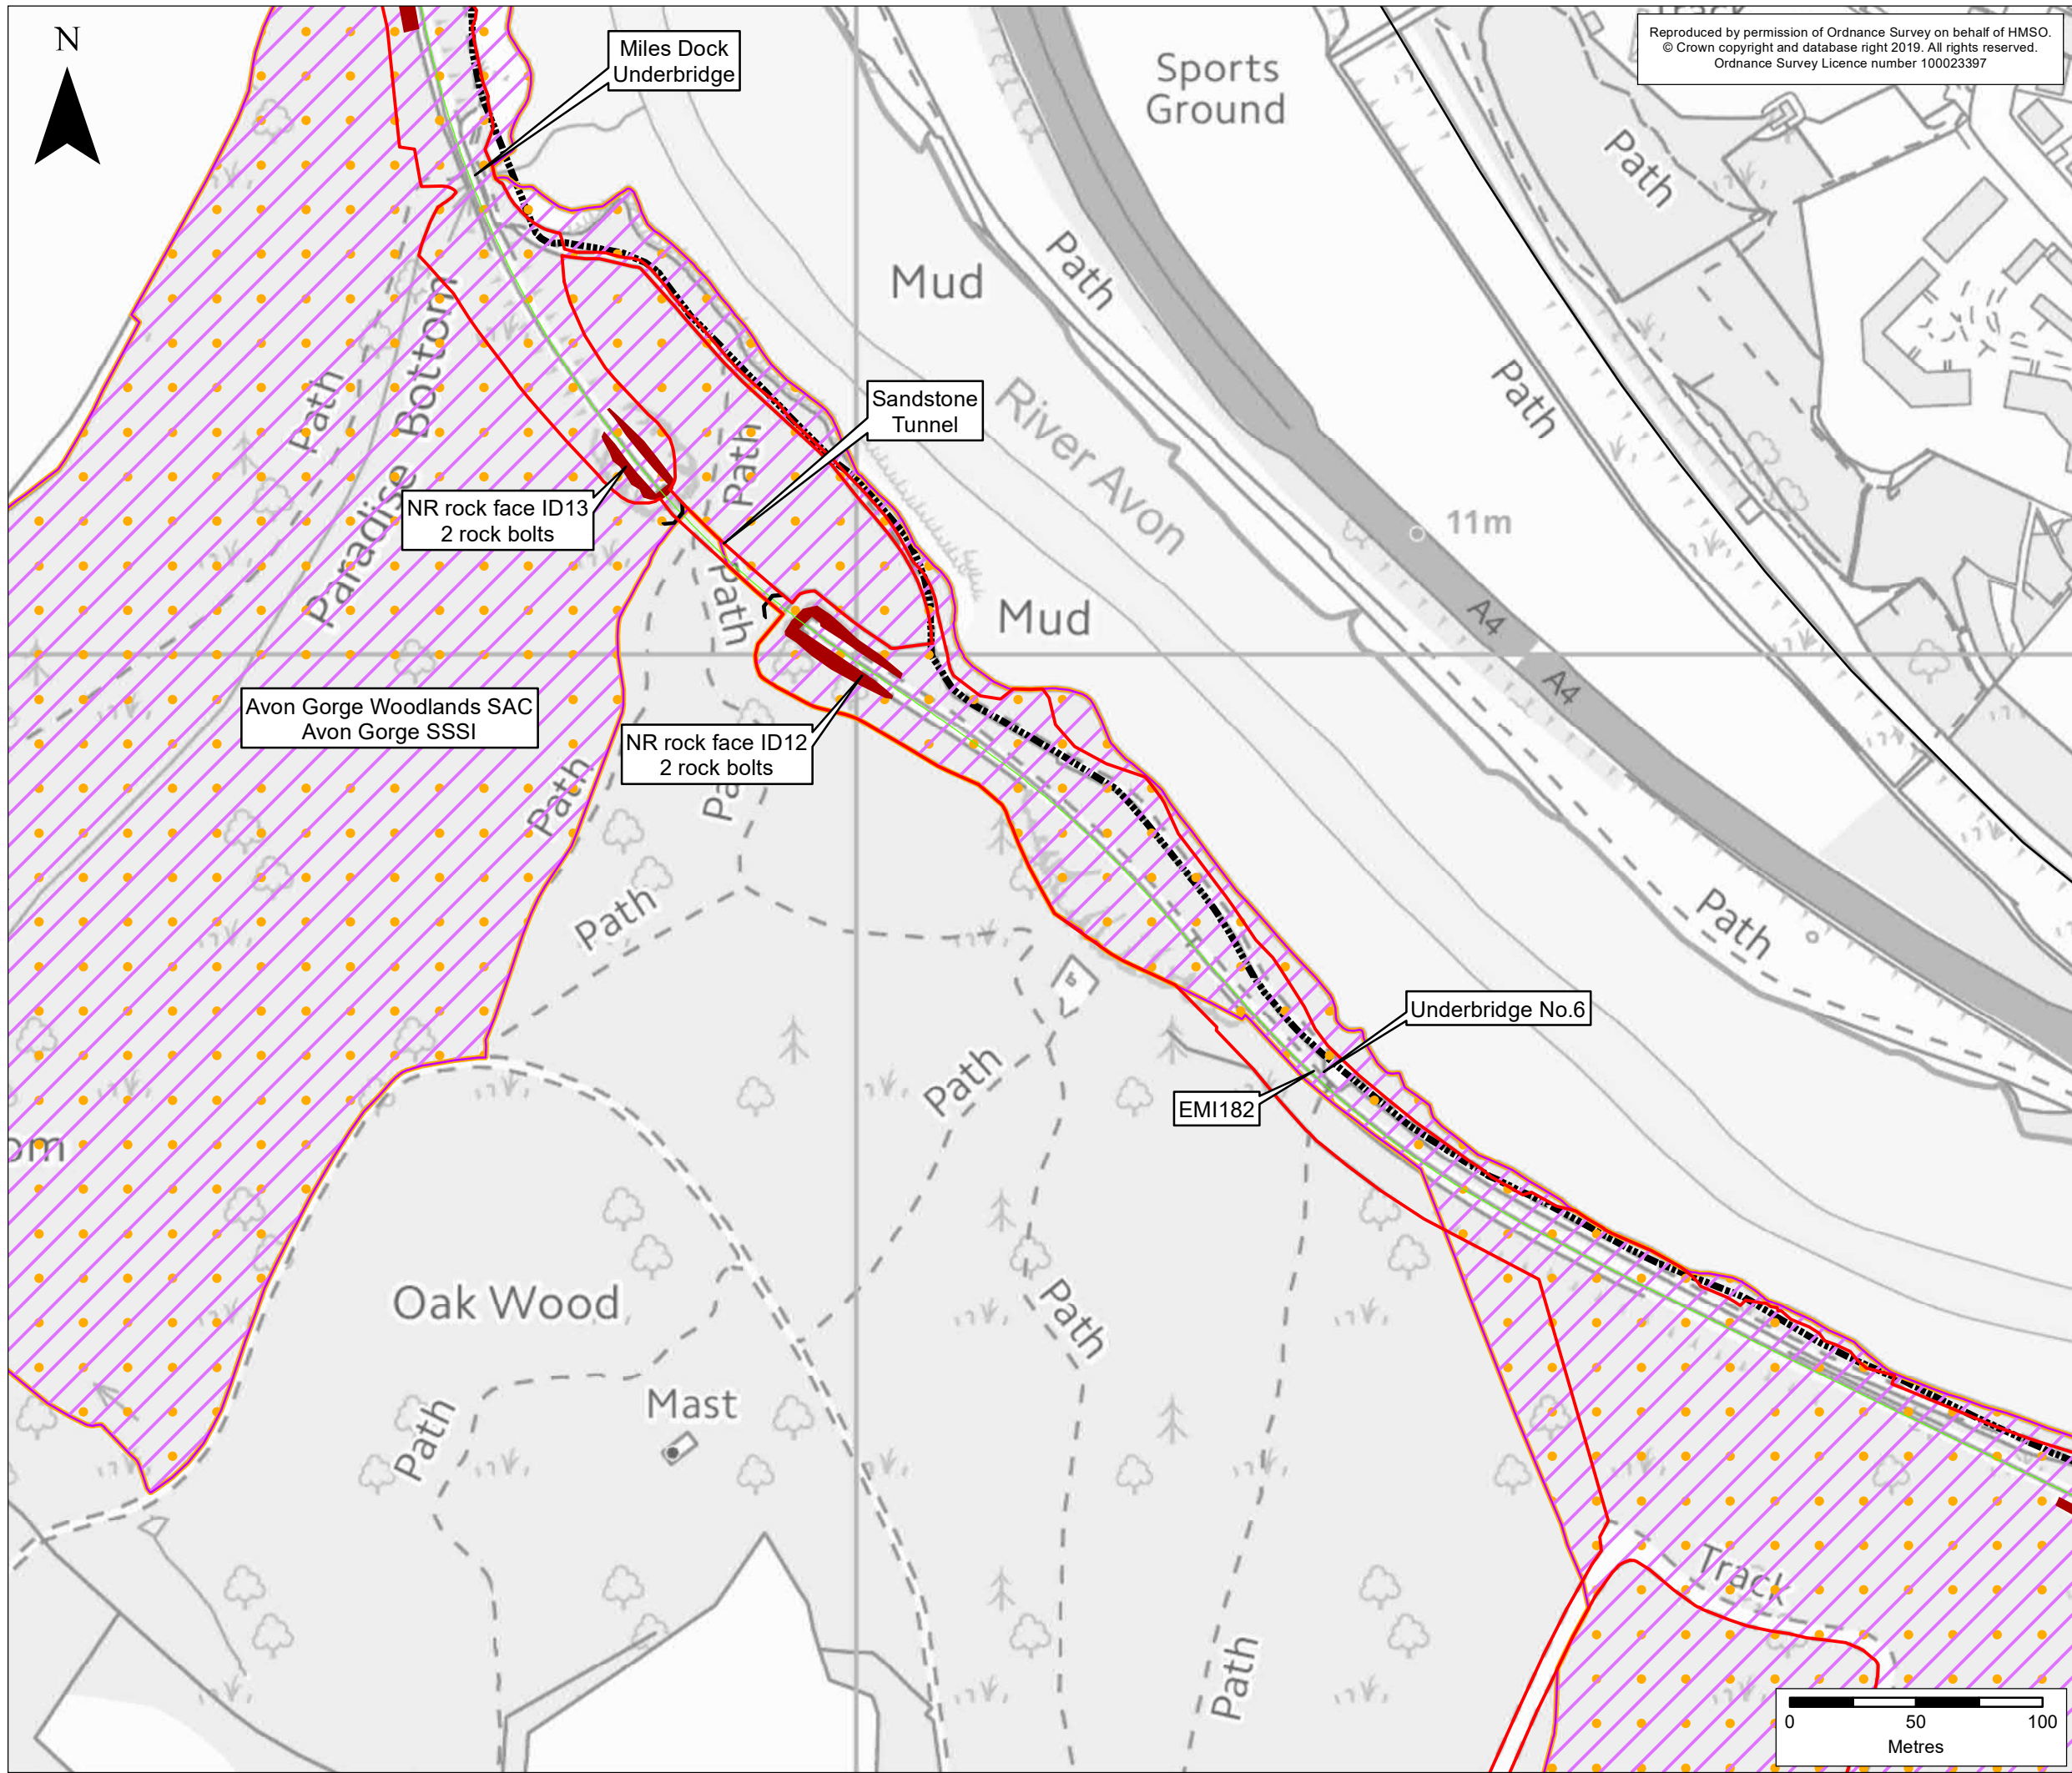 N
Miles Dock
Underbridge
Sports
Ground
Track
Reproduced by permission of Ordnance Survey on behalf of HMSO.
© Crown copyright and database right 2019. All rights reserved.
Ordnance Survey Licence number 100023397
Path
Mud
Path
Path
Path
Paradise Bottom
Sandstone
Tunnel
Path
River Avon
11m
NR rock face ID13
2 rock bolts
Path
Mud
A4
A4
Avon Gorge Woodlands SAC
Avon Gorge SSSI
NR rock face ID12
2 rock bolts
Path
Path
Path
Underbridge No.6
Path
EMI182
om
Oak Wood
Path
Mast
Path
Track
Path
0 50 100
Metres